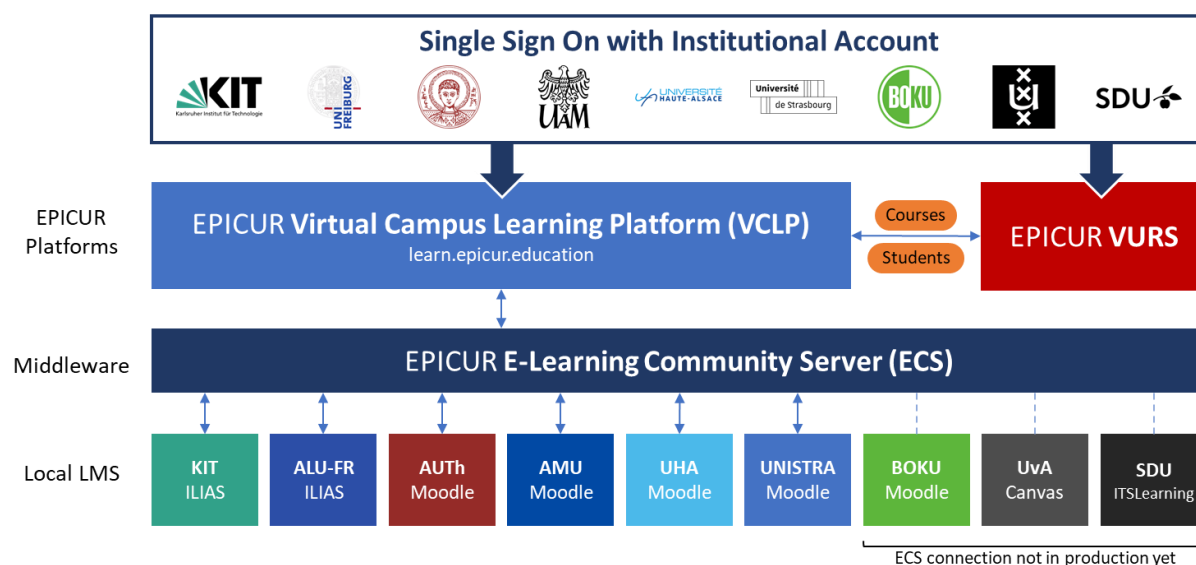 Single Sign On with Institutional Account
KIT
Karlsruher Institut für Technologie
UNI
FREIBURG
UAM
UNIVERSITÉ
HAUTE-ALSACE
Université
de Strasbourg
BOKU
U
SDU
EPICUR
Platforms
EPICUR Virtual Campus Learning Platform (VCLP)
learn.epicur.education
Courses
Students
EPICUR VURS
Middleware
EPICUR E-Learning Community Server (ECS)
Local LMS
KIT
ILIAS
ALU-FR
ILIAS
AUTh
Moodle
AMU
Moodle
UHA
Moodle
UNISTRA
Moodle
BOKU
Moodle
UvA
Canvas
SDU
ITSLearning
ECS connection not in production yet